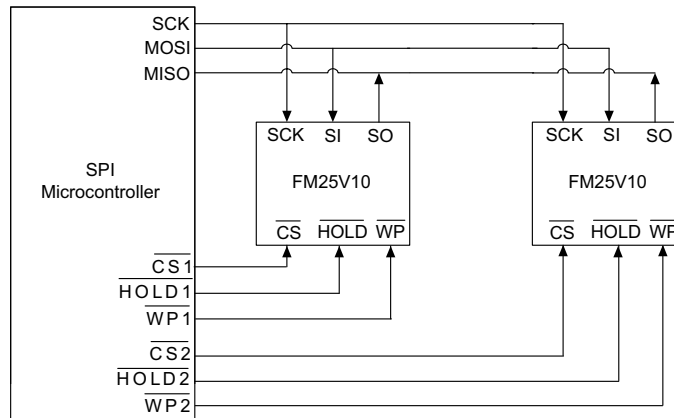 SCK
MOSI
MISO
SPI
Microcontroller
SCK SI SO
FM25V10
CS HOLD WP
SCK SI SO
FM25V10
CS HOLD WP
CS1
HOLD1
WP1
CS2
HOLD2
WP2